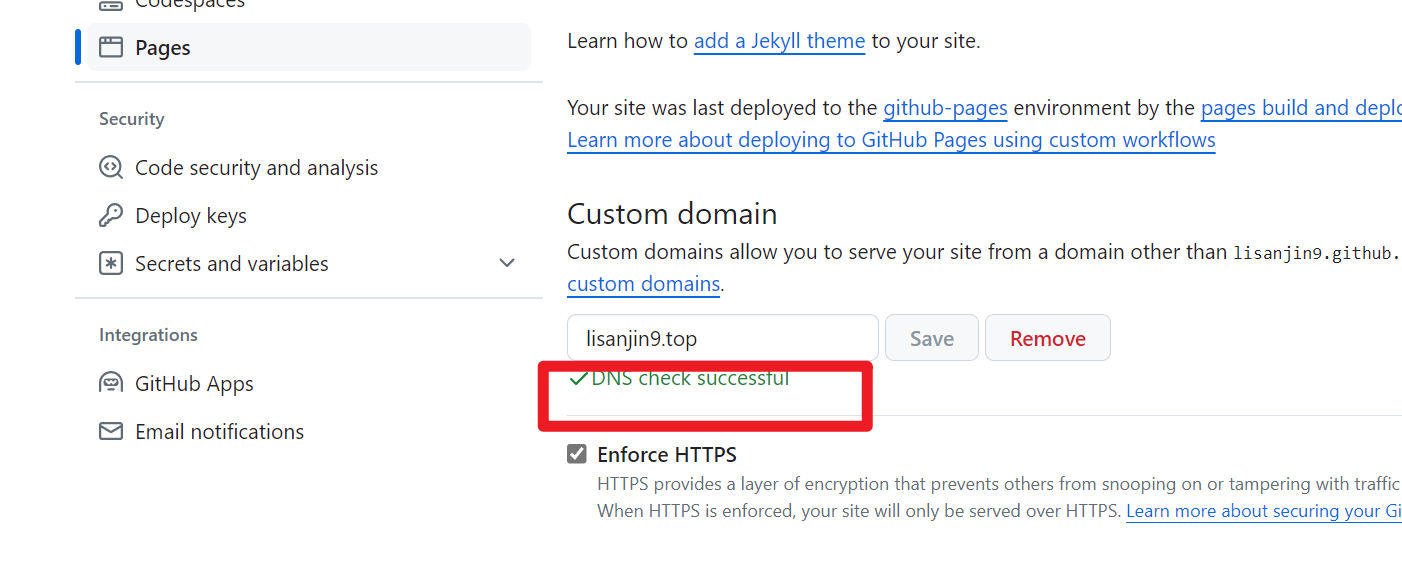 Codespaces
Pages
Security
Code security and analysis
Deploy keys
Secrets and variables
Integrations
GitHub Apps
Email notifications
Learn how to add a Jekyll theme to your site.
Your site was last deployed to the github-pages environment by the pages build and deplo
Learn more about deploying to GitHub Pages using custom workflows
Custom domain
Custom domains allow you to serve your site from a domain other than lisanjin9.github.
custom domains.
lisanjin9.top Save Remove
DNS check successful
Enforce HTTPS
HTTPS provides a layer of encryption that prevents others from snooping on or tampering with traffic
When HTTPS is enforced, your site will only be served over HTTPS. Learn more about securing your Gi